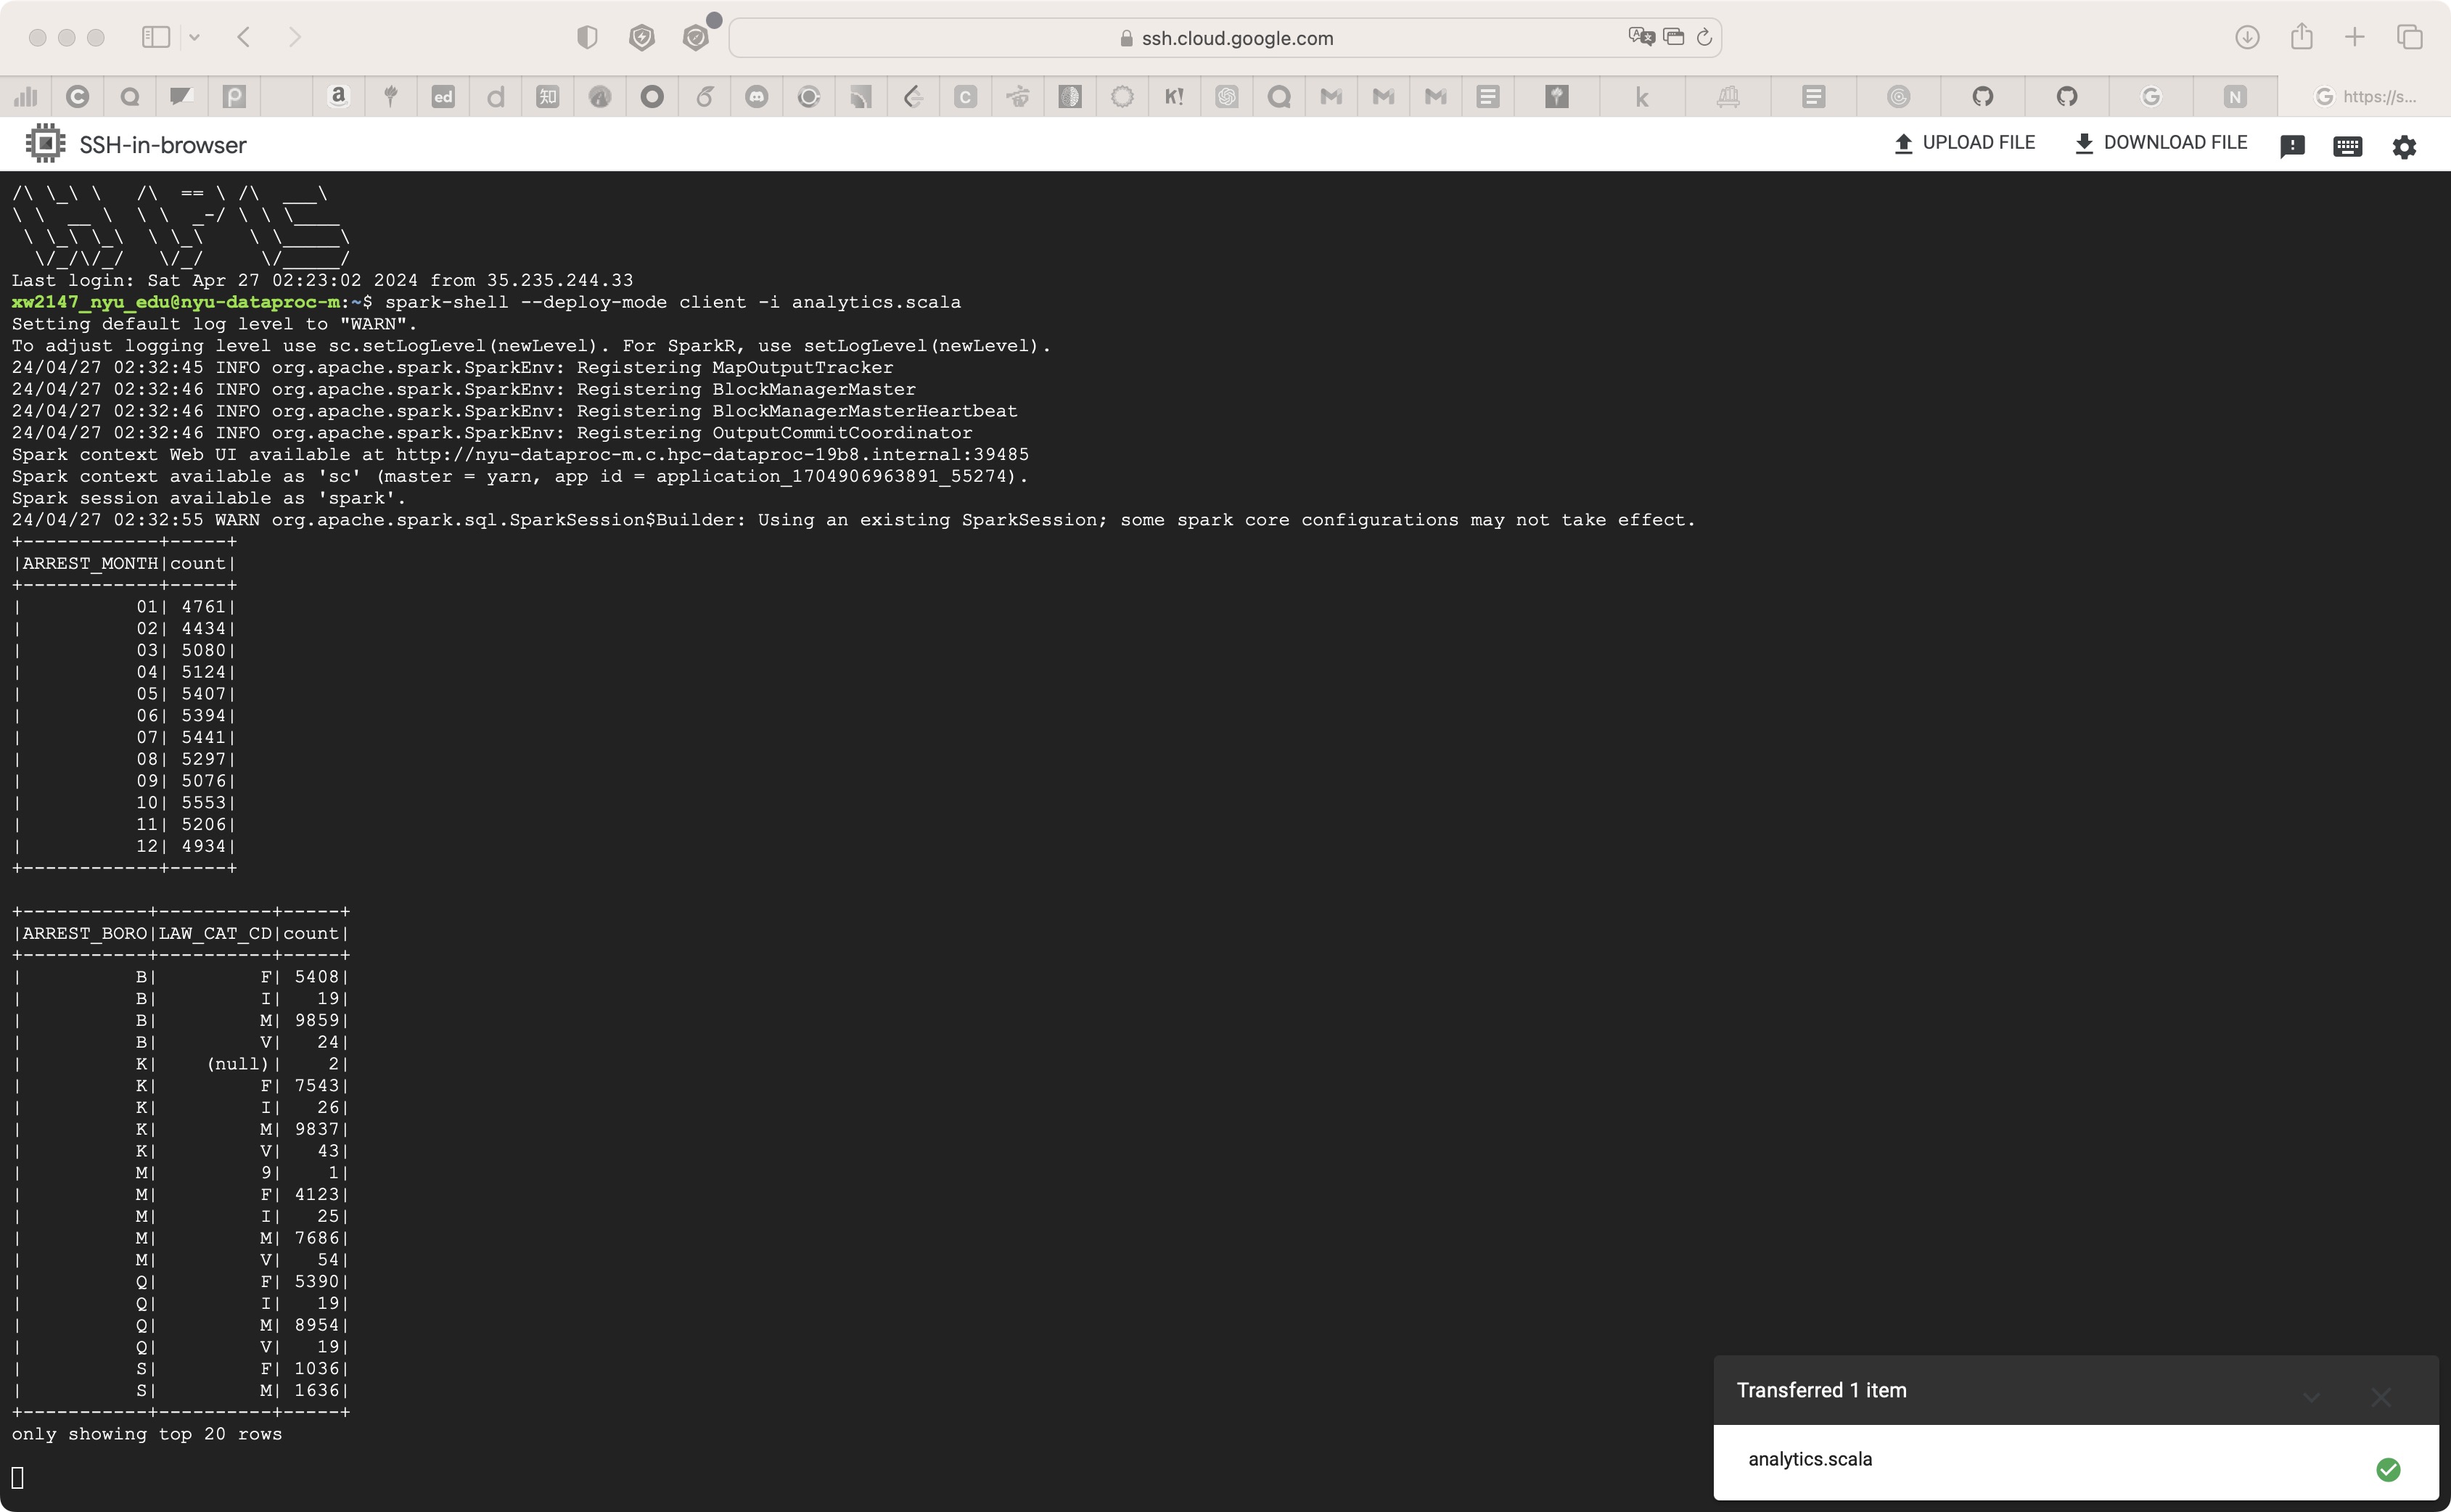 ssh.cloud.google.com
a ed d 知 C K! k G N G https://s...
SSH-in-browser
UPLOAD FILE
DOWNLOAD FILE
/\ \_\ \   /\  == \ /\  ___\
\ \  __ \  \ \  _-/ \ \ \____
 \ \_\ \_\  \ \_\    \ \_____\
  \/_/\/_/   \/_/     \/_____/
Last login: Sat Apr 27 02:23:02 2024 from 35.235.244.33
xw2147_nyu_edu@nyu-dataproc-m:~$ spark-shell --deploy-mode client -i analytics.scala
Setting default log level to "WARN".
To adjust logging level use sc.setLogLevel(newLevel). For SparkR, use setLogLevel(newLevel).
24/04/27 02:32:45 INFO org.apache.spark.SparkEnv: Registering MapOutputTracker
24/04/27 02:32:46 INFO org.apache.spark.SparkEnv: Registering BlockManagerMaster
24/04/27 02:32:46 INFO org.apache.spark.SparkEnv: Registering BlockManagerMasterHeartbeat
24/04/27 02:32:46 INFO org.apache.spark.SparkEnv: Registering OutputCommitCoordinator
Spark context Web UI available at http://nyu-dataproc-m.c.hpc-dataproc-19b8.internal:39485
Spark context available as 'sc' (master = yarn, app id = application_1704906963891_55274).
Spark session available as 'spark'.
24/04/27 02:32:55 WARN org.apache.spark.sql.SparkSession$Builder: Using an existing SparkSession; some spark core configurations may not take effect.
+------------+-----+
|ARREST_MONTH|count|
+------------+-----+
|          01| 4761|
|          02| 4434|
|          03| 5080|
|          04| 5124|
|          05| 5407|
|          06| 5394|
|          07| 5441|
|          08| 5297|
|          09| 5076|
|          10| 5553|
|          11| 5206|
|          12| 4934|
+------------+-----+
+-----------+----------+-----+
|ARREST_BORO|LAW_CAT_CD|count|
+-----------+----------+-----+
|          B|         F| 5408|
|          B|         I|   19|
|          B|         M| 9859|
|          B|         V|   24|
|          K|    (null)|    2|
|          K|         F| 7543|
|          K|         I|   26|
|          K|         M| 9837|
|          K|         V|   43|
|          M|         9|    1|
|          M|         F| 4123|
|          M|         I|   25|
|          M|         M| 7686|
|          M|         V|   54|
|          Q|         F| 5390|
|          Q|         I|   19|
|          Q|         M| 8954|
|          Q|         V|   19|
|          S|         F| 1036|
|          S|         M| 1636|
+-----------+----------+-----+
only showing top 20 rows
Transferred 1 item
analytics.scala